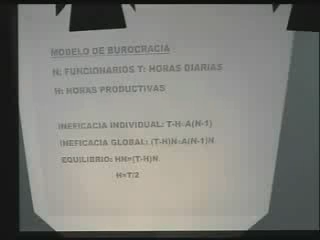 MODELO DE BUROCRACIA
N: FUNCIONARIOS T: HORAS DIARIAS
H: HORAS PRODUCTIVAS
INEFICACIA INDIVIDUAL: T-H=A(N-1)
INEFICACIA GLOBAL: (T-H)N=A(N-1)N
EQUILIBRIO: HN=(T-H)N
H=T/2